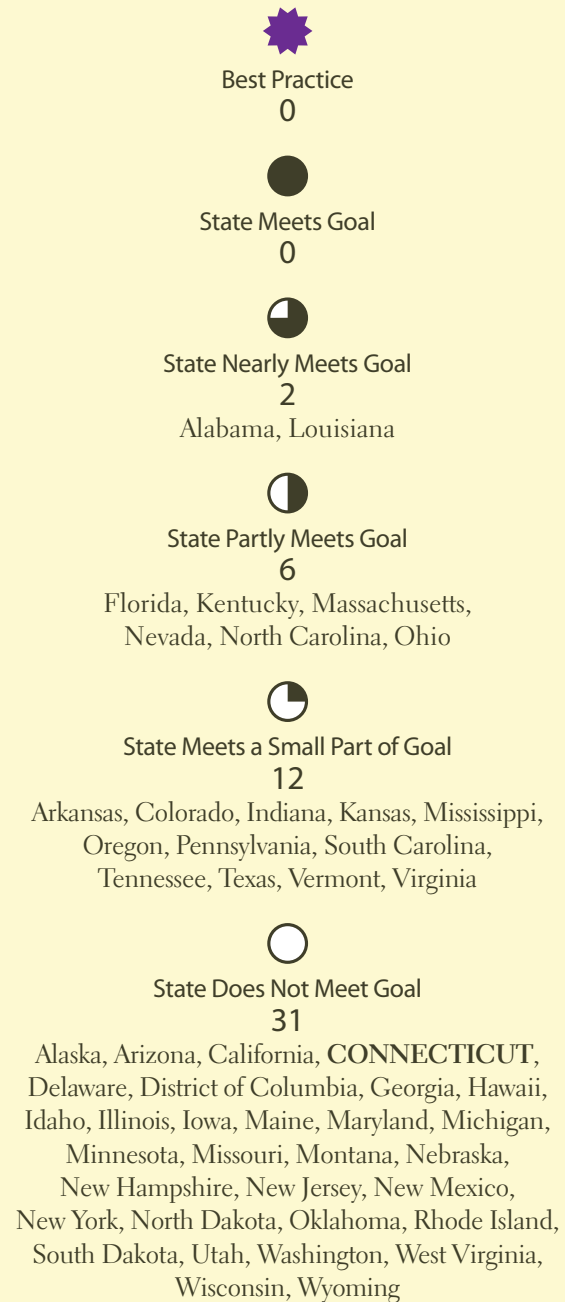 Best Practice
0
State Meets Goal
0
State Nearly Meets Goal
2
Alabama, Louisiana
State Partly Meets Goal
6
Florida, Kentucky, Massachusetts,
Nevada, North Carolina, Ohio
State Meets a Small Part of Goal
12
Arkansas, Colorado, Indiana, Kansas, Mississippi,
Oregon, Pennsylvania, South Carolina,
Tennessee, Texas, Vermont, Virginia
State Does Not Meet Goal
31
Alaska, Arizona, California, CONNECTICUT,
Delaware, District of Columbia, Georgia, Hawaii,
Idaho, Illinois, Iowa, Maine, Maryland, Michigan,
Minnesota, Missouri, Montana, Nebraska,
New Hampshire, New Jersey, New Mexico,
New York, North Dakota, Oklahoma, Rhode Island,
South Dakota, Utah, Washington, West Virginia,
Wisconsin, Wyoming